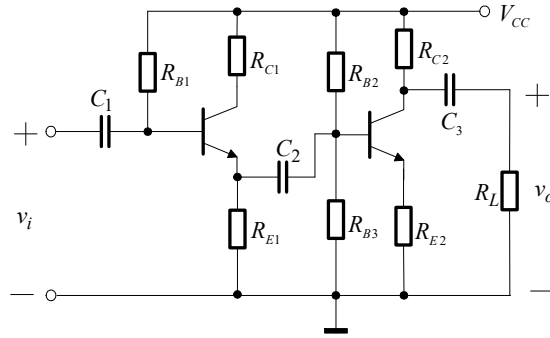 V_CC
R_B1
R_C1
R_B2
R_C2
C_1
C_2
C_3
+
+
v_i
R_E1
R_B3
R_E2
R_L
v_o
—
—